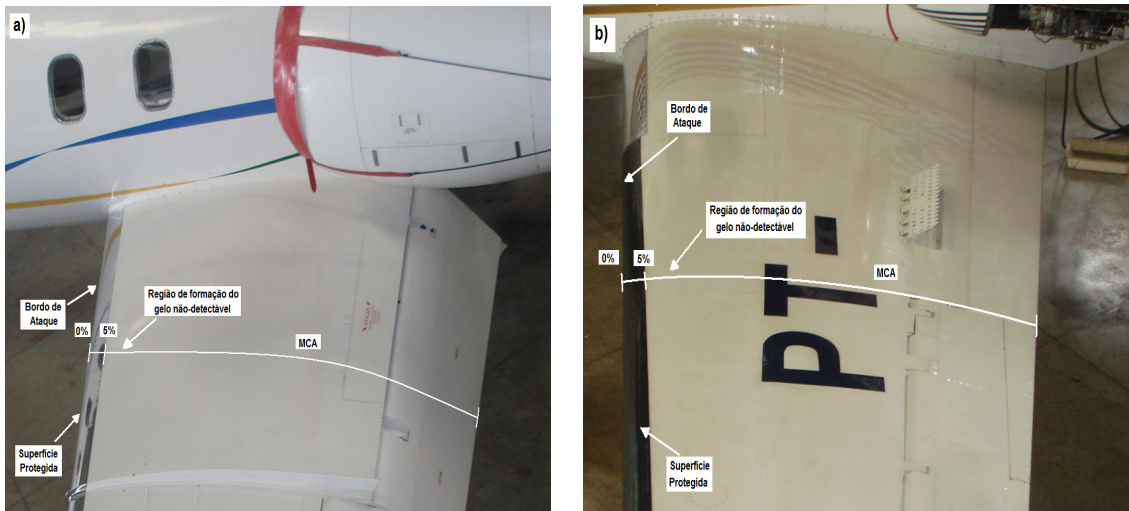 a)
Bordo de
Ataque
Região de formação do
gelo não-detectável
0%
5%
MCA
Superfície
Protegida
b)
Bordo de
Ataque
Região de formação do
gelo não-detectável
0%
5%
MCA
PT-
Superfície
Protegida